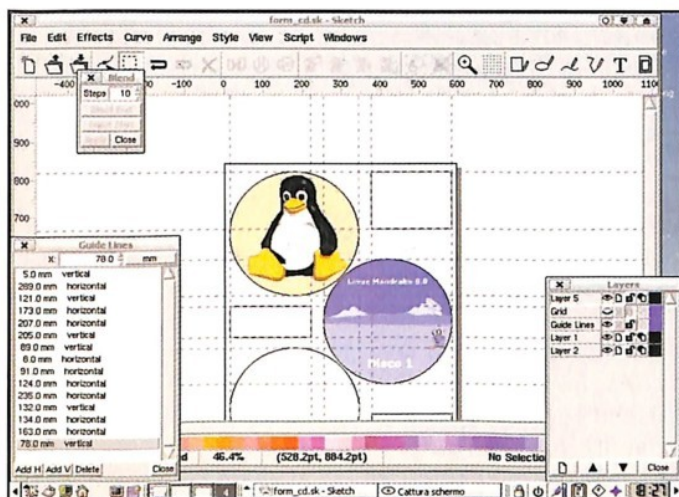 form_cd.sk - Sketch
File Edit Effects Curve Arrange Style View Script Windows
Blend
Steps 10
Close
-400 -200 -100 0 100 200 300 400 500 600 700 800 900 1000 1100
900
800
700
Guide Lines
X: 78.0 mm
5.0 mm vertical
289.0 mm horizontal
121.0 mm vertical
173.0 mm horizontal
207.0 mm horizontal
205.0 mm vertical
89.0 mm vertical
6.0 mm horizontal
91.0 mm horizontal
124.0 mm horizontal
235.0 mm horizontal
132.0 mm vertical
134.0 mm horizontal
163.0 mm horizontal
78.0 mm vertical
Add H Add V Delete Close
Linux Mandrake 8.0
Disco 1
Layers
Layer 5
Grid
Guide Lines
Layer 1
Layer 2
Close
46.4% (528.2pt, 884.2pt) No Selection
form_cd.sk - Sketch Cattura schermo